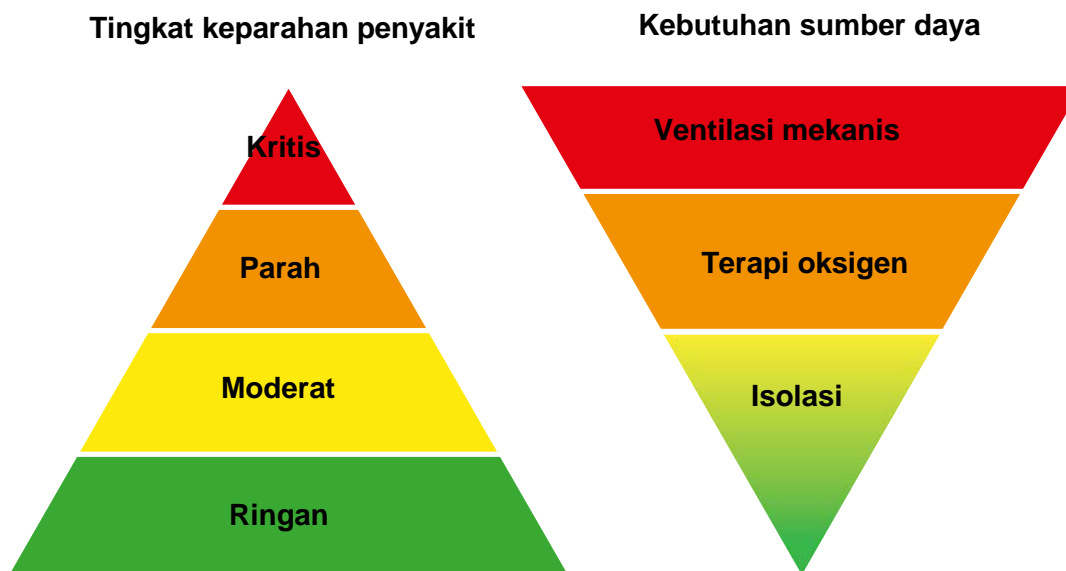 Tingkat keparahan penyakit
Kritis
Parah
Moderat
Ringan
Kebutuhan sumber daya
Ventilasi mekanis
Terapi oksigen
Isolasi